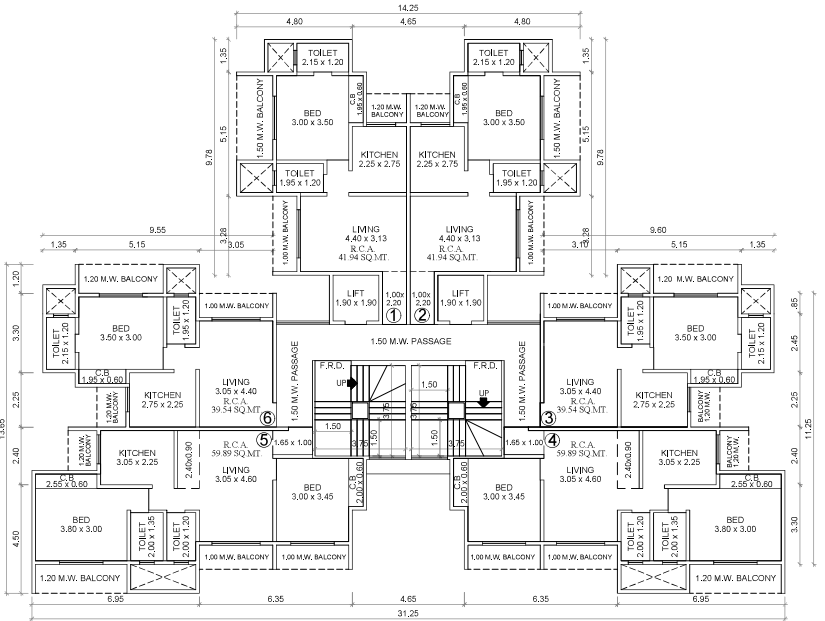 14.25
4.80 4.65 4.80
1.35
TOILET
2.15 x 1.20
TOILET
2.15 x 1.20
1.35
1.50 M.W. BALCONY
BED
3.00 x 3.50
C.B
1.95 x 0.60
1.20 M.W.
BALCONY
1.20 M.W.
BALCONY
C.B
1.95 x 0.60
BED
3.00 x 3.50
1.50 M.W. BALCONY
5.15
5.15
9.78
9.78
KITCHEN
2.25 x 2.75
KITCHEN
2.25 x 2.75
TOILET
1.95 x 1.20
TOILET
1.95 x 1.20
3.28
1.00 M.W. BALCONY
LIVING
4.40 x 3.13
R.C.A.
41.94 SQ.MT.
LIVING
4.40 x 3.13
R.C.A.
41.94 SQ.MT.
1.00 M.W. BALCONY
3.28
9.55
9.60
1.35 5.15 3.05
3.10 5.15 1.35
LIFT
1.90 x 1.90
1.00x
2.20
1
1.00x
2.20
2
LIFT
1.90 x 1.90
1.20
1.20 M.W. BALCONY
1.20 M.W. BALCONY
3.30
TOILET
2.15 x 1.20
BED
3.50 x 3.00
TOILET
1.95 x 1.20
1.00 M.W. BALCONY
1.00 M.W. BALCONY
TOILET
1.95 x 1.20
BED
3.50 x 3.00
TOILET
2.15 x 1.20
.85
2.45
1.50 M.W. PASSAGE
1.50 M.W. PASSAGE
1.50 M.W. PASSAGE
F.R.D.
F.R.D.
UP
UP
C.B
1.95 x 0.60
C.B
1.95 x 0.60
LIVING
3.05 x 4.40
R.C.A.
39.54 SQ.MT.
6
LIVING
3.05 x 4.40
R.C.A.
39.54 SQ.MT.
3
2.25
1.20 M.W.
BALCONY
KITCHEN
2.75 x 2.25
KITCHEN
2.75 x 2.25
1.20 M.W.
BALCONY
2.25
1.50
3.75
3.75
1.50
3.75
1.50
1.50
3.75
13.65
11.25
2.40
1.20 M.W.
BALCONY
KITCHEN
3.05 x 2.25
R.C.A.
59.89 SQ.MT.
LIVING
3.05 x 4.60
5
1.65 x 1.00
1.65 x 1.00
4
R.C.A.
59.89 SQ.MT.
LIVING
3.05 x 4.60
2.40x0.90
KITCHEN
3.05 x 2.25
1.20 M.W.
BALCONY
2.40
C.B
2.55 x 0.60
C.B
2.55 x 0.60
C.B
2.00 x 0.60
C.B
2.00 x 0.60
4.50
BED
3.80 x 3.00
TOILET
2.00 x 1.35
TOILET
2.00 x 1.20
BED
3.00 x 3.45
BED
3.00 x 3.45
TOILET
2.00 x 1.20
TOILET
2.00 x 1.35
BED
3.80 x 3.00
3.30
1.20 M.W. BALCONY
1.00 M.W. BALCONY
1.00 M.W. BALCONY
1.00 M.W. BALCONY
1.00 M.W. BALCONY
1.20 M.W. BALCONY
6.95 6.35 4.65 6.35 6.95
31.25